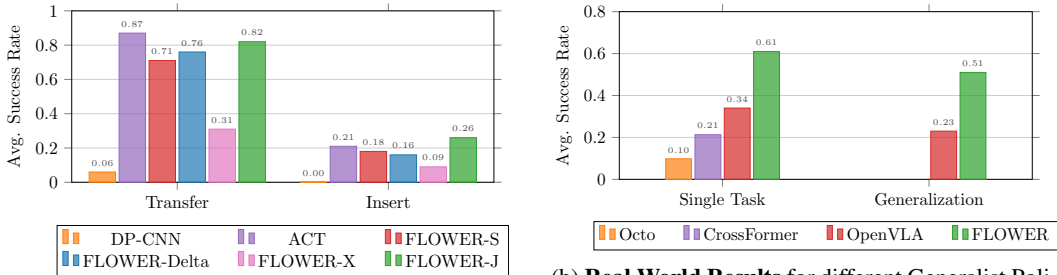 Avg. Success Rate
1
0.8
0.6
0.4
0.2
0
0.06
0.87
0.71
0.76
0.31
0.82
0.00
0.21
0.18
0.16
0.09
0.26
Transfer
Insert
DP-CNN
ACT
FLOWER-S
FLOWER-Delta
FLOWER-X
FLOWER-J
Avg. Success Rate
0.8
0.6
0.4
0.2
0
0.10
0.21
0.34
0.61
0.23
0.51
Single Task
Generalization
Octo
CrossFormer
OpenVLA
FLOWER
(b) Real World Results for different Generalist